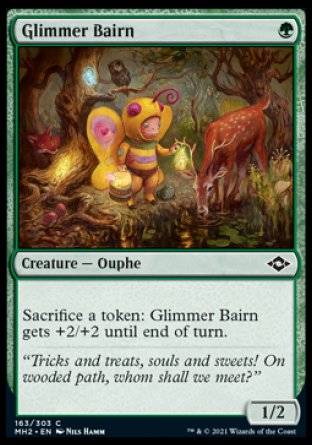 Glimmer Bairn
Creature — Ouphe
Sacrifice a token: Glimmer Bairn
gets +2/+2 until end of turn.
"Tricks and treats, souls and sweets! On
wooded path, whom shall we meet?"
1/2
163/303 C
MH2 • EN NILS HAMM
™ & © 2021 Wizards of the Coast